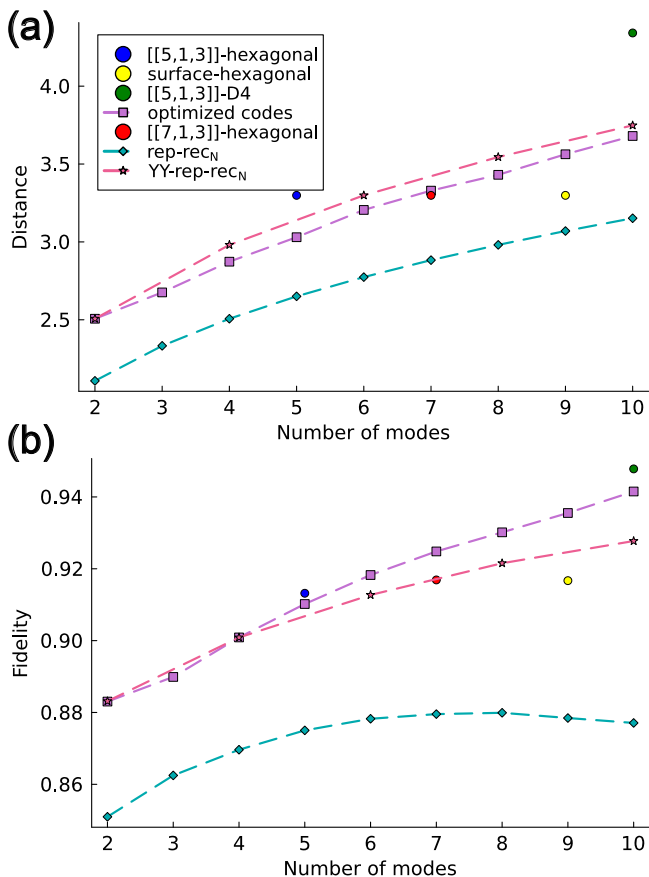 (a)
[[5,1,3]]-hexagonal
surface-hexagonal
[[5,1,3]]-D4
optimized codes
[[7,1,3]]-hexagonal
rep-rec_N
YY-rep-rec_N
Distance
4.0
3.5
3.0
2.5
2 3 4 5 6 7 8 9 10
Number of modes
(b)
Fidelity
0.94
0.92
0.90
0.88
0.86
2 3 4 5 6 7 8 9 10
Number of modes